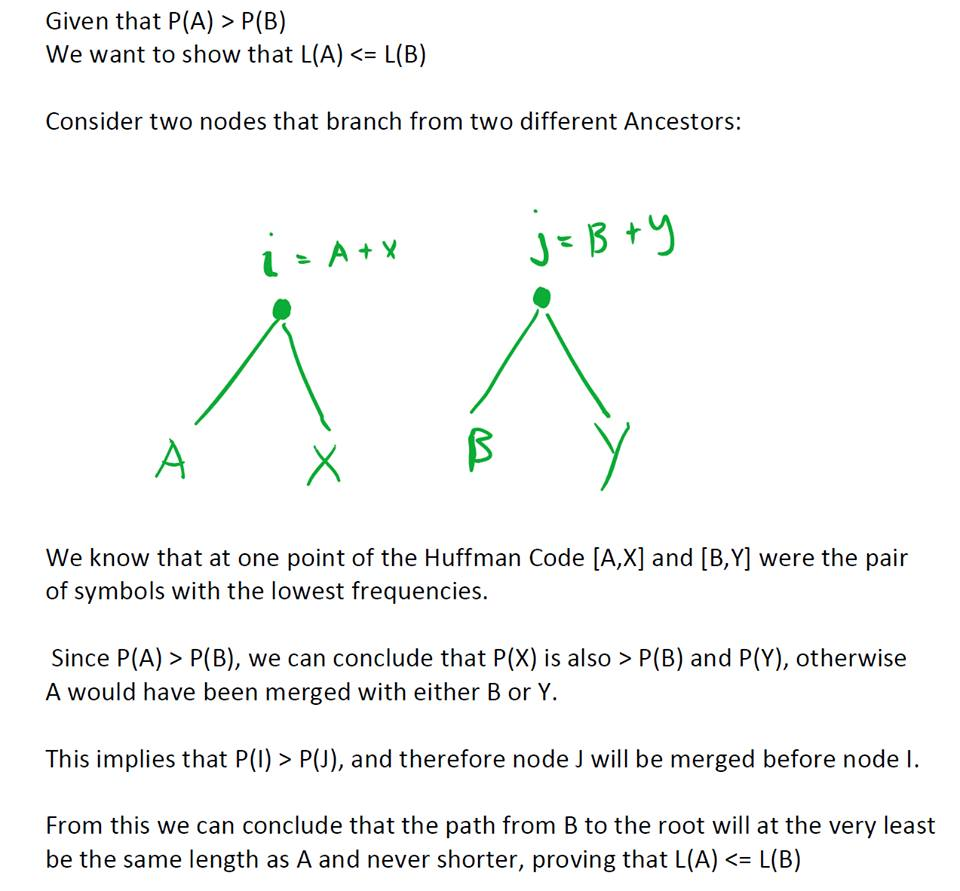 Given that P(A) > P(B)
We want to show that L(A) <= L(B)
Consider two nodes that branch from two different Ancestors:
i = A + X
j = B + y
A
X
B
Y
We know that at one point of the Huffman Code [A,X] and [B,Y] were the pair
of symbols with the lowest frequencies.
Since P(A) > P(B), we can conclude that P(X) is also > P(B) and P(Y), otherwise
A would have been merged with either B or Y.
This implies that P(I) > P(J), and therefore node J will be merged before node I.
From this we can conclude that the path from B to the root will at the very least
be the same length as A and never shorter, proving that L(A) <= L(B)